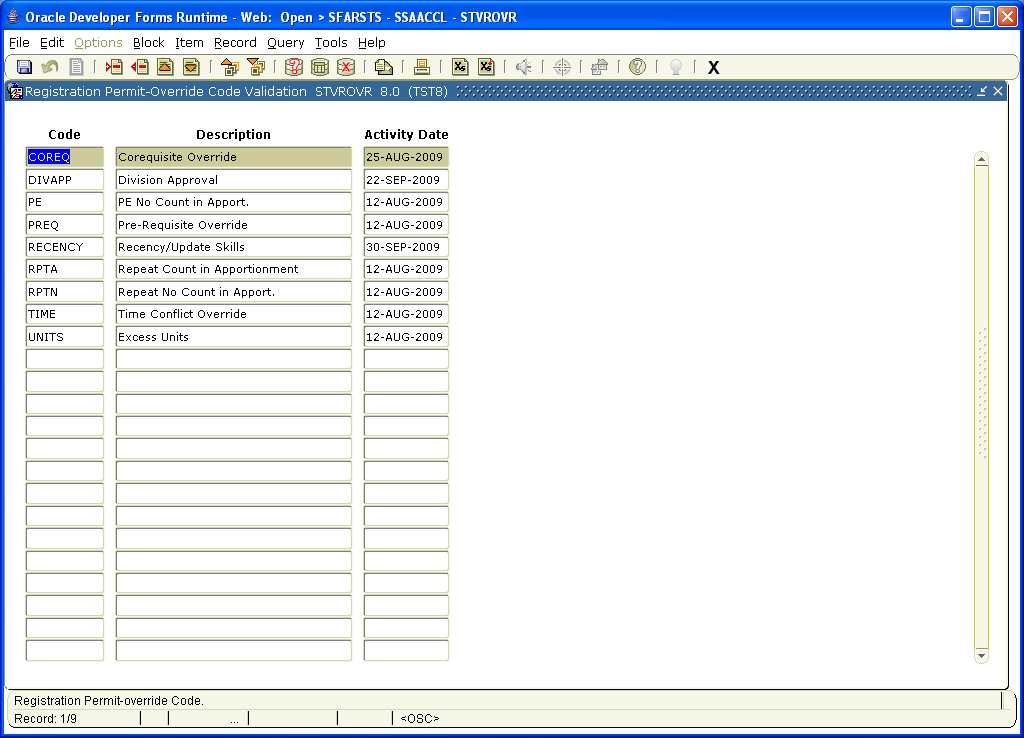 Oracle Developer Forms Runtime - Web: Open > SFARSTS - SSAACCL - STVROVR
File Edit Options Block Item Record Query Tools Help
X
Registration Permit-Override Code Validation STVROVR 8.0 (TST8)
Code Description Activity Date
COREQ Corequisite Override 25-AUG-2009
DIVAPP Division Approval 22-SEP-2009
PE PE No Count in Apport. 12-AUG-2009
PREQ Pre-Requisite Override 12-AUG-2009
RECENCY Recency/Update Skills 30-SEP-2009
RPTA Repeat Count in Apportionment 12-AUG-2009
RPTN Repeat No Count in Apport. 12-AUG-2009
TIME Time Conflict Override 12-AUG-2009
UNITS Excess Units 12-AUG-2009
Registration Permit-override Code.
Record: 1/9 ... <OSC>